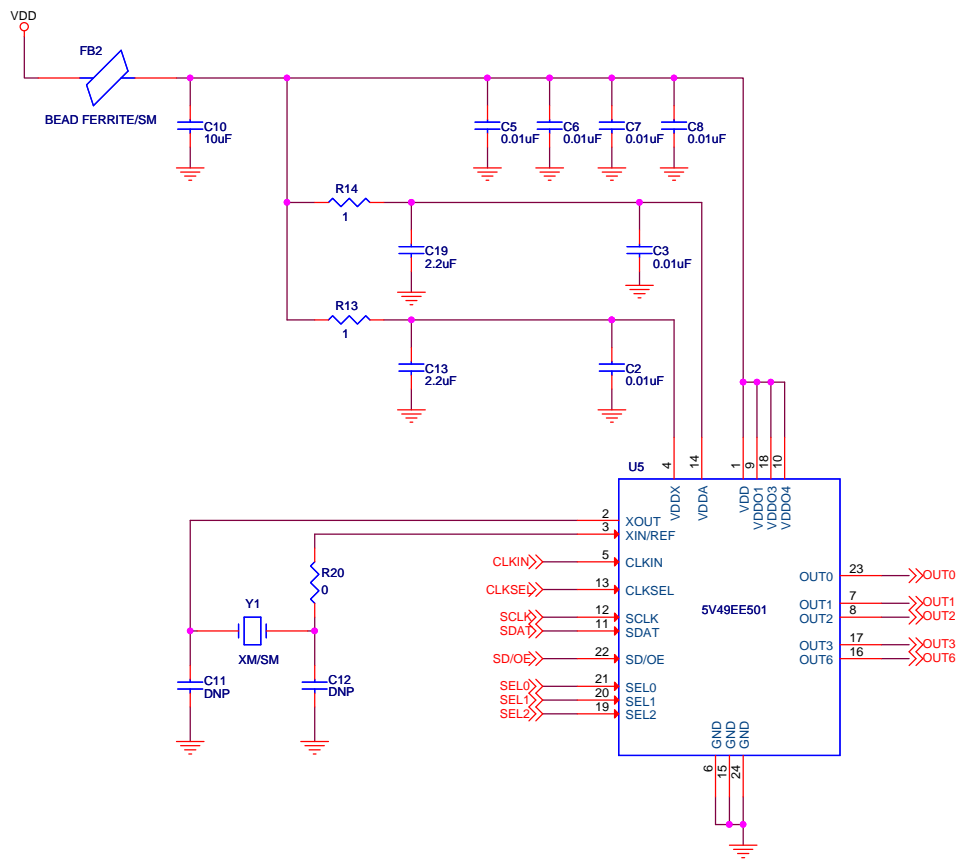 VDD
FB2
BEAD FERRITE/SM
C10
10uF
C5
0.01uF
C6
0.01uF
C7
0.01uF
C8
0.01uF
R14
1
C19
2.2uF
C3
0.01uF
R13
1
C13
2.2uF
C2
0.01uF
U5
4
14
1
9
18
10
VDDX
VDDA
VDD
VDDO1
VDDO3
VDDO4
2
XOUT
3
XIN/REF
CLKIN
5
CLKIN
CLKSEL
13
CLKSEL
SCLK
12
SCLK
SDAT
11
SDAT
SD/OE
22
SD/OE
SEL0
21
SEL0
SEL1
20
SEL1
SEL2
19
SEL2
5V49EE501
OUT0
23
OUT0
OUT1
7
OUT1
OUT2
8
OUT2
OUT3
17
OUT3
OUT6
16
OUT6
GND
GND
GND
6
15
24
R20
0
Y1
XM/SM
C11
DNP
C12
DNP